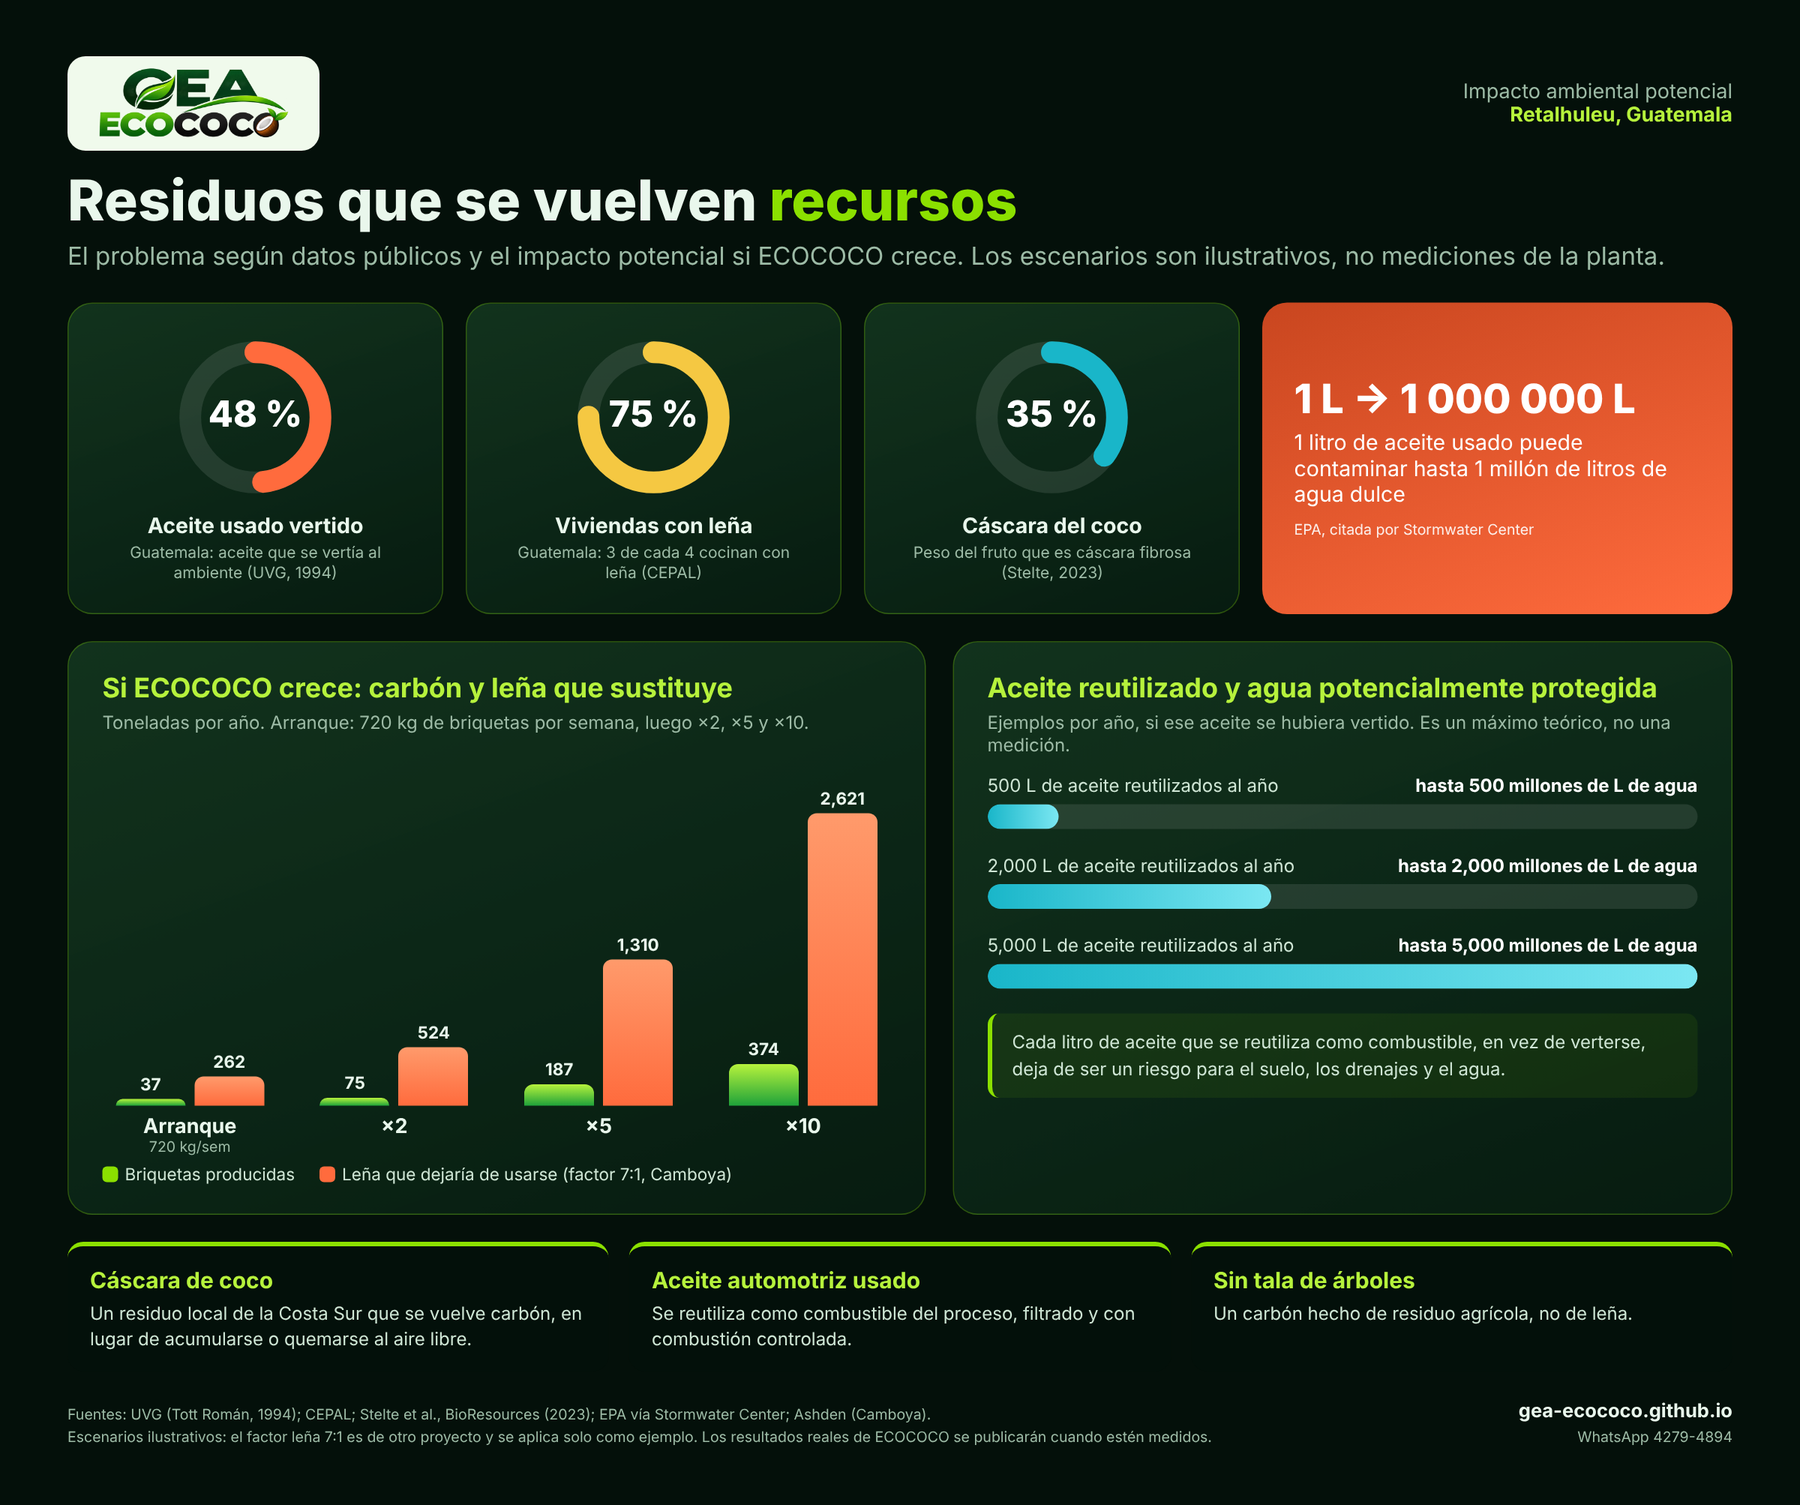 GEA
ECOCOCO
Impacto ambiental potencial
Retalhuleu, Guatemala
Residuos que se vuelven recursos
El problema según datos públicos y el impacto potencial si ECOCOCO crece. Los escenarios son ilustrativos, no mediciones de la planta.
48 %
Aceite usado vertido
Guatemala: aceite que se vertía al
ambiente (UVG, 1994)
75 %
Viviendas con leña
Guatemala: 3 de cada 4 cocinan con
leña (CEPAL)
35 %
Cáscara del coco
Peso del fruto que es cáscara fibrosa
(Stelte, 2023)
1 L → 1 000 000 L
1 litro de aceite usado puede
contaminar hasta 1 millón de litros de
agua dulce
EPA, citada por Stormwater Center
Si ECOCOCO crece: carbón y leña que sustituye
Toneladas por año. Arranque: 720 kg de briquetas por semana, luego ×2, ×5 y ×10.
37
262
75
524
187
1,310
374
2,621
Arranque
720 kg/sem
×2
×5
×10
Briquetas producidas
Leña que dejaría de usarse (factor 7:1, Camboya)
Aceite reutilizado y agua potencialmente protegida
Ejemplos por año, si ese aceite se hubiera vertido. Es un máximo teórico, no una
medición.
500 L de aceite reutilizados al año
hasta 500 millones de L de agua
2,000 L de aceite reutilizados al año
hasta 2,000 millones de L de agua
5,000 L de aceite reutilizados al año
hasta 5,000 millones de L de agua
Cada litro de aceite que se reutiliza como combustible, en vez de verterse,
deja de ser un riesgo para el suelo, los drenajes y el agua.
Cáscara de coco
Un residuo local de la Costa Sur que se vuelve carbón, en
lugar de acumularse o quemarse al aire libre.
Aceite automotriz usado
Se reutiliza como combustible del proceso, filtrado y con
combustión controlada.
Sin tala de árboles
Un carbón hecho de residuo agrícola, no de leña.
Fuentes: UVG (Tott Román, 1994); CEPAL; Stelte et al., BioResources (2023); EPA vía Stormwater Center; Ashden (Camboya).
Escenarios ilustrativos: el factor leña 7:1 es de otro proyecto y se aplica solo como ejemplo. Los resultados reales de ECOCOCO se publicarán cuando estén medidos.
gea-ecococo.github.io
WhatsApp 4279-4894